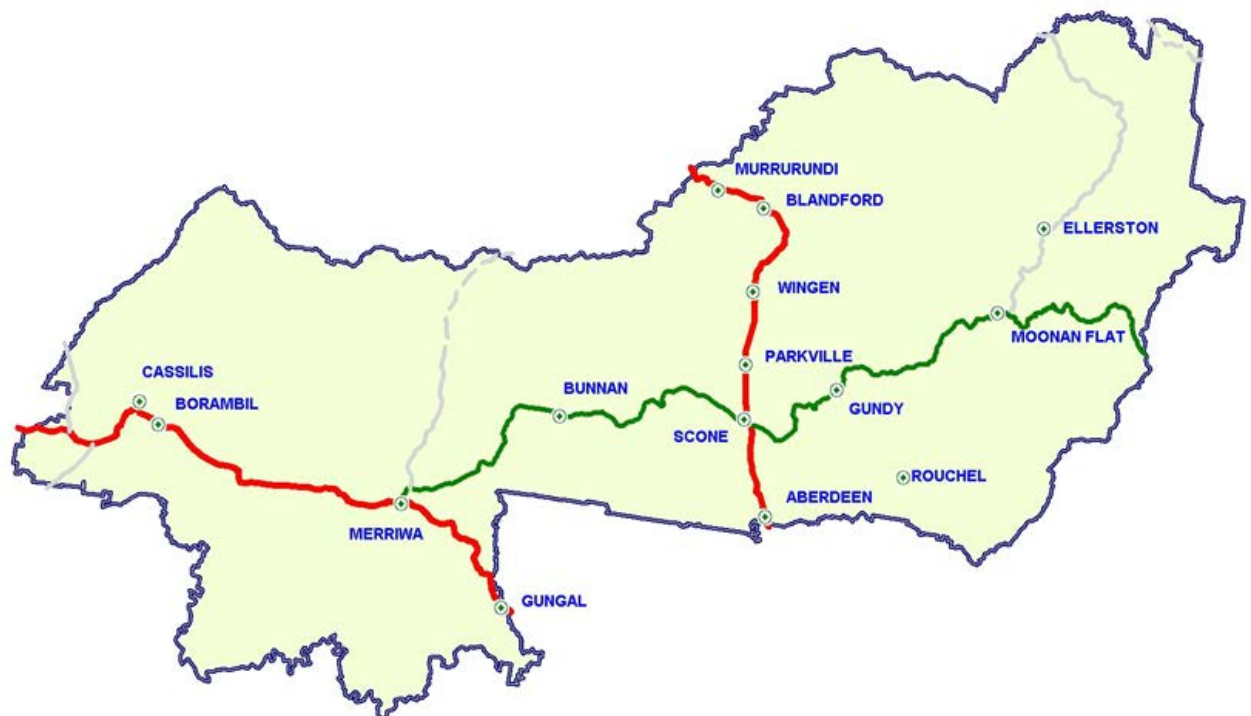 MURRURUNDI
BLANDFORD
ELLERSTON
WINGEN
MOONAN FLAT
PARKVILLE
CASSILIS
BUNNAN
BORAMBIL
GUNDY
SCONE
ROUCHEL
ABERDEEN
MERRIWA
GUNGAL